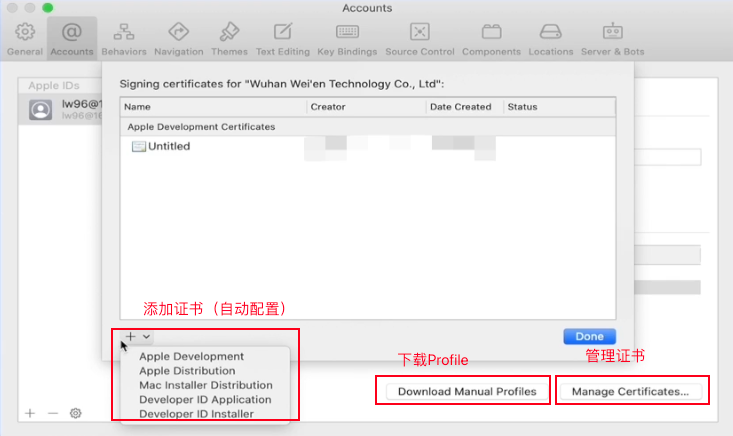 Accounts
General Accounts Behaviors Navigation Themes Text Editing Key Bindings Source Control Components Locations Server & Bots
Apple IDs
Signing certificates for "Wuhan Wei'en Technology Co., Ltd":
lw96@1
lw96@16
Name Creator Date Created Status
Apple Development Certificates
Untitled
添加证书（自动配置）
Done
下载Profile
管理证书
Apple Development
Apple Distribution
Mac Installer Distribution
Developer ID Application
Developer ID Installer
Download Manual Profiles
Manage Certificates...